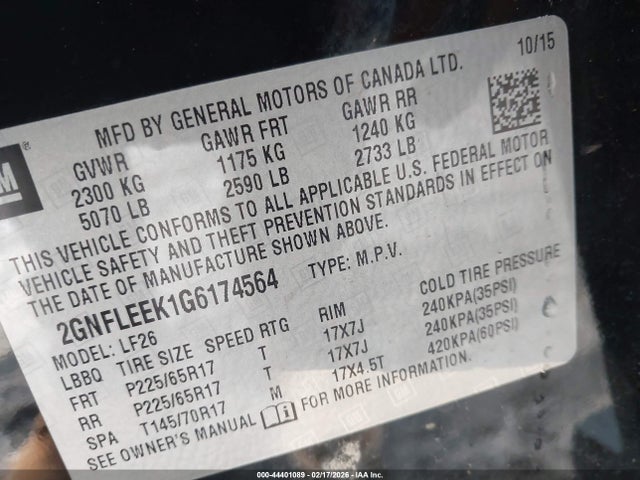 10/15
MFD BY GENERAL MOTORS OF CANADA LTD.
GVWR GAWR FRT GAWR RR
2300 KG 1175 KG 1240 KG
5070 LB 2590 LB 2733 LB
THIS VEHICLE CONFORMS TO ALL APPLICABLE U.S. FEDERAL MOTOR
VEHICLE SAFETY AND THEFT PREVENTION STANDARDS IN EFFECT ON
THE DATE OF MANUFACTURE SHOWN ABOVE.
2GNFLEEK1G6174564 TYPE: M.P.V.
MODEL: LF26
LBBQ TIRE SIZE SPEED RTG RIM COLD TIRE PRESSURE
FRT P225/65R17 T 17X7J 240KPA(35PSI)
RR P225/65R17 T 17X7J 240KPA(35PSI)
SPA T145/70R17 M 17X4.5T 420KPA(60PSI)
SEE OWNER'S MANUAL FOR MORE INFORMATION.
000-44401089 - 02/17/2026 - IAA Inc.